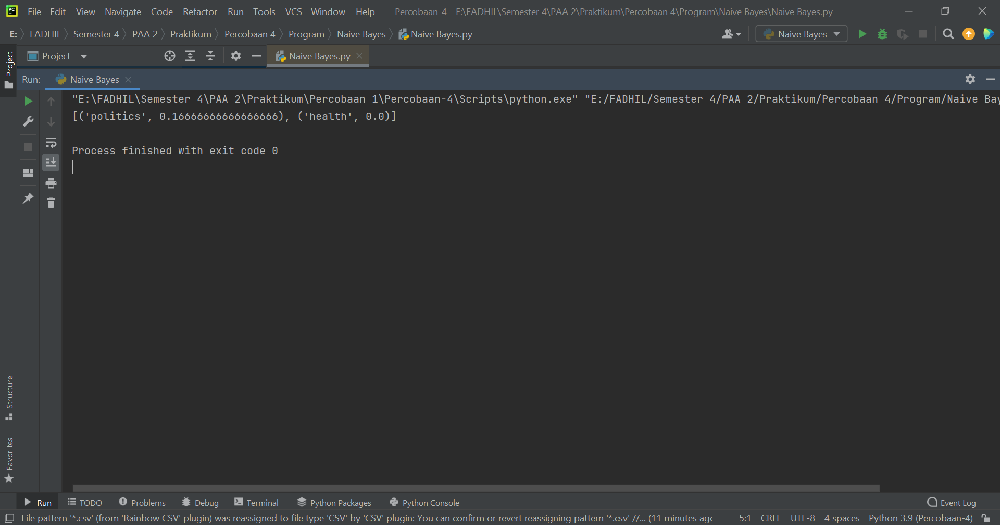 PC File Edit View Navigate Code Refactor Run Tools VCS Window Help Percobaan-4 - E:\FADHIL\Semester 4\PAA 2\Praktikum\Percobaan 4\Program\Naive Bayes\Naive Bayes.py
E: FADHIL Semester 4 PAA 2 Praktikum Percobaan 4 Program Naive Bayes Naive Bayes.py Naive Bayes
Project Project Naive Bayes.py
Run: Naive Bayes
"E:\FADHIL\Semester 4\PAA 2\Praktikum\Percobaan 1\Percobaan-4\Scripts\python.exe" "E:/FADHIL/Semester 4/PAA 2/Praktikum/Percobaan 4/Program/Naive Bay
[('politics', 0.16666666666666666), ('health', 0.0)]
Process finished with exit code 0
Structure
Favorites
Run TODO Problems Debug Terminal Python Packages Python Console Event Log
File pattern '*.csv' (from 'Rainbow CSV' plugin) was reassigned to file type 'CSV' by 'CSV' plugin: You can confirm or revert reassigning pattern '*.csv' //... (11 minutes agc 5:1 CRLF UTF-8 4 spaces Python 3.9 (Percobaan-4)